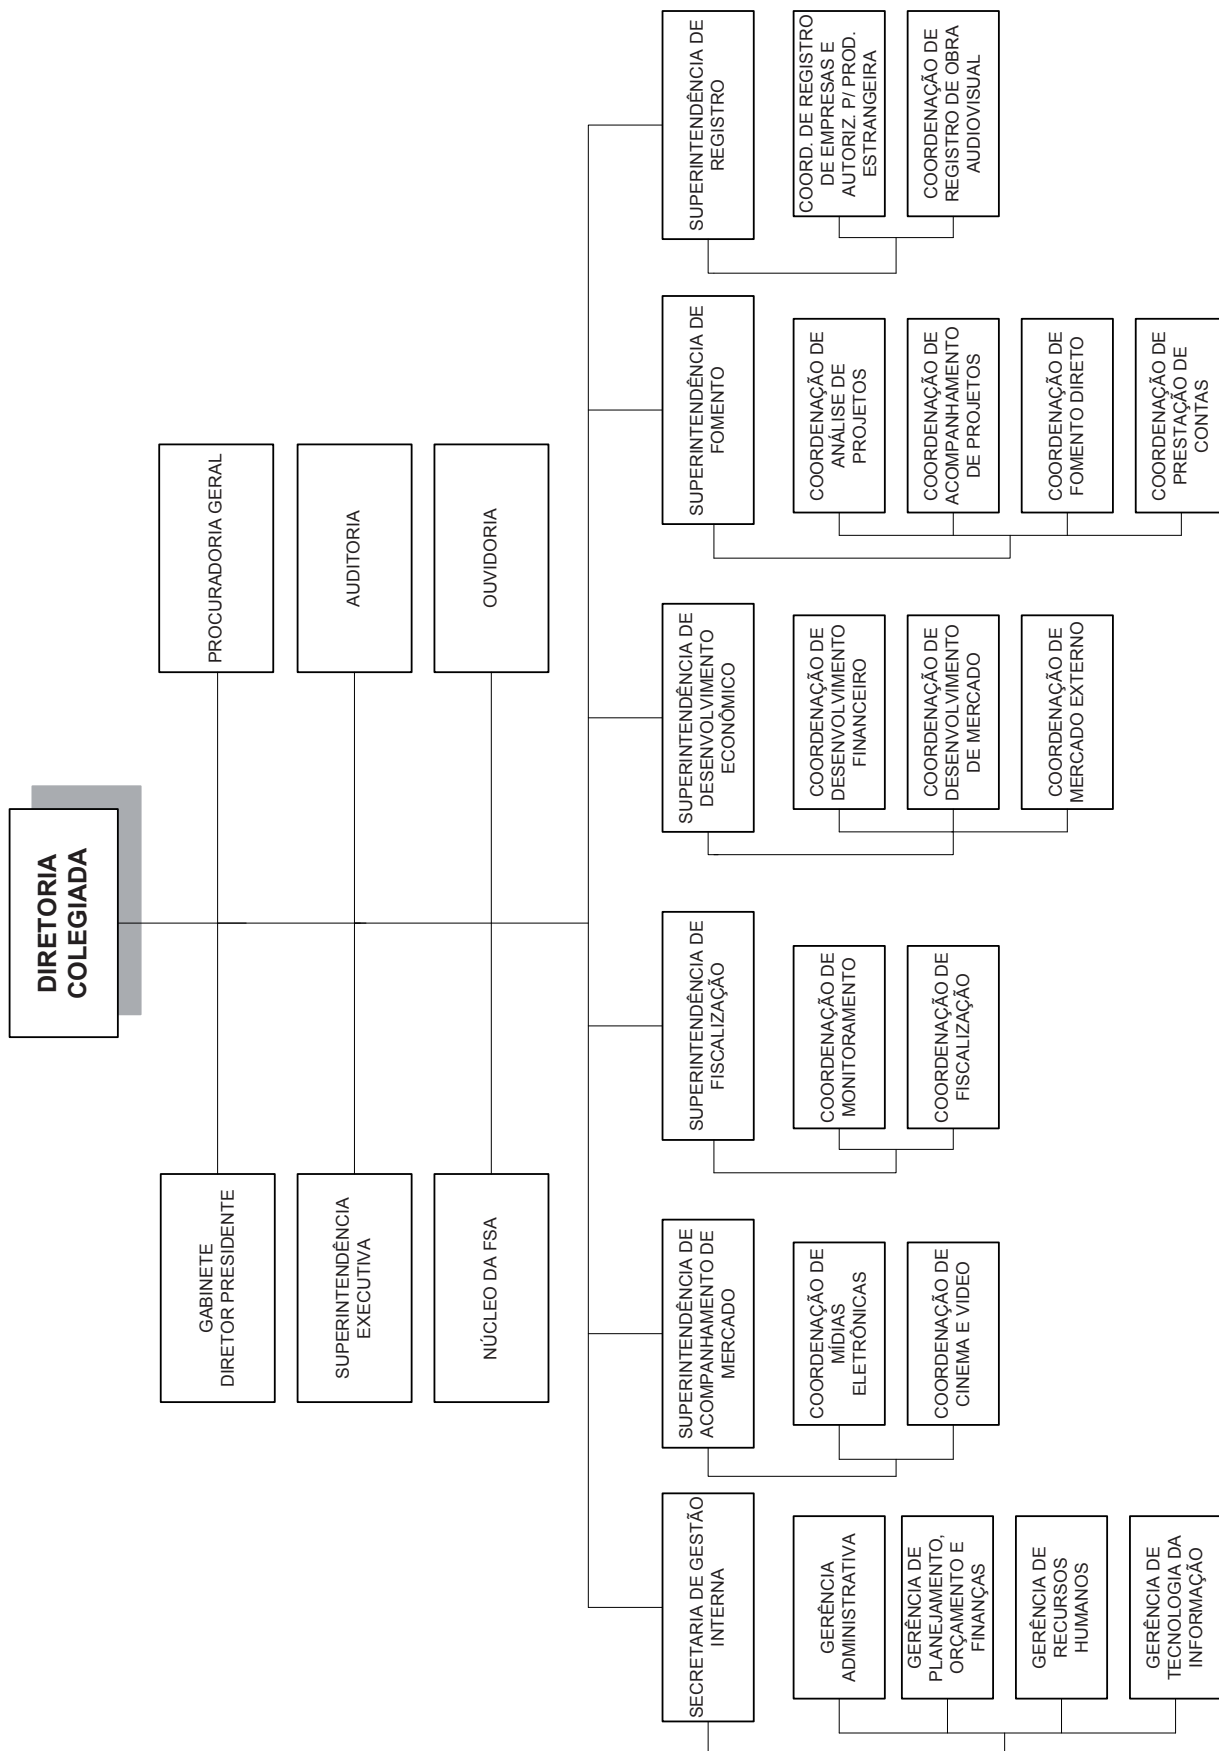 DIRETORIA
COLEGIADA
GABINETE
DIRETOR PRESIDENTE
PROCURADORIA GERAL
SUPERINTENDÊNCIA
EXECUTIVA
AUDITORIA
NÚCLEO DA FSA
OUVIDORIA
SECRETARIA DE GESTÃO
INTERNA
GERÊNCIA
ADMINISTRATIVA
GERÊNCIA DE
PLANEJAMENTO,
ORÇAMENTO E
FINANÇAS
GERÊNCIA DE
RECURSOS
HUMANOS
GERÊNCIA DE
TECNOLOGIA DA
INFORMAÇÃO
SUPERINTENDÊNCIA DE
ACOMPANHAMENTO DE
MERCADO
COORDENAÇÃO DE
MÍDIAS
ELETRÔNICAS
COORDENAÇÃO DE
CINEMA E VIDEO
SUPERINTENDÊNCIA DE
FISCALIZAÇÃO
COORDENAÇÃO DE
MONITORAMENTO
COORDENAÇÃO DE
FISCALIZAÇÃO
SUPERINTENDÊNCIA DE
DESENVOLVIMENTO
ECONÔMICO
COORDENAÇÃO DE
DESENVOLVIMENTO
FINANCEIRO
COORDENAÇÃO DE
DESENVOLVIMENTO
DE MERCADO
COORDENAÇÃO DE
MERCADO EXTERNO
SUPERINTENDÊNCIA DE
FOMENTO
COORDENAÇÃO DE
ANÁLISE DE
PROJETOS
COORDENAÇÃO DE
ACOMPANHAMENTO
DE PROJETOS
COORDENAÇÃO DE
FOMENTO DIRETO
COORDENAÇÃO DE
PRESTAÇÃO DE
CONTAS
SUPERINTENDÊNCIA DE
REGISTRO
COORD. DE REGISTRO
DE EMPRESAS E
AUTORIZ. P/ PROD.
ESTRANGEIRA
COORDENAÇÃO DE
REGISTRO DE OBRA
AUDIOVISUAL